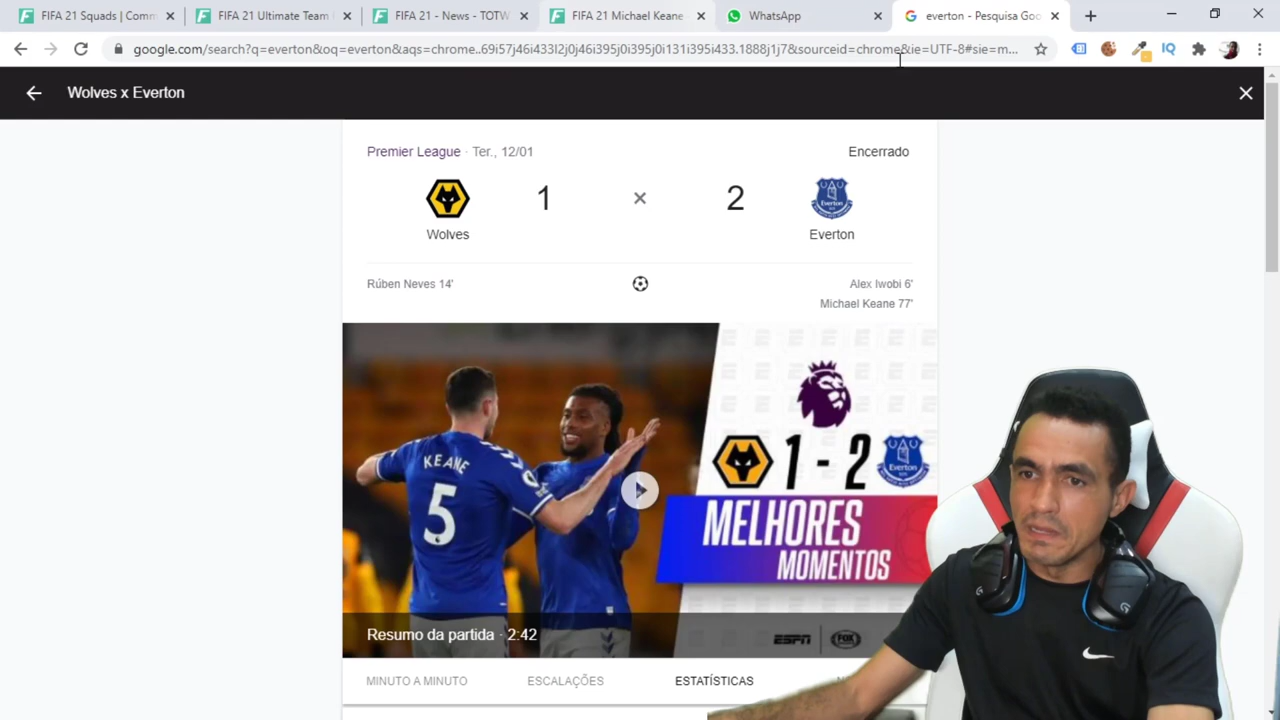 FIFA 21 Squads | Comm
FIFA 21 Ultimate Team
FIFA 21 - News - TOTW
FIFA 21 Michael Keane
WhatsApp
everton - Pesquisa Goo
google.com/search?q=everton&oq=everton&aqs=chrome..69i57j46i433l2j0j46i395j0i395j0i131i395i433.1888j1j7&sourceid=chrome&ie=UTF-8#sie=m...
Wolves x Everton
Premier League · Ter., 12/01
Encerrado
1 × 2
Wolves
Everton
Rúben Neves 14'
Alex Iwobi 6'
Michael Keane 77'
KEANE
5
1 - 2
Everton
MELHORES
MOMENTOS
Resumo da partida · 2:42
ESPN
FOX
MINUTO A MINUTO
ESCALAÇÕES
ESTATÍSTICAS